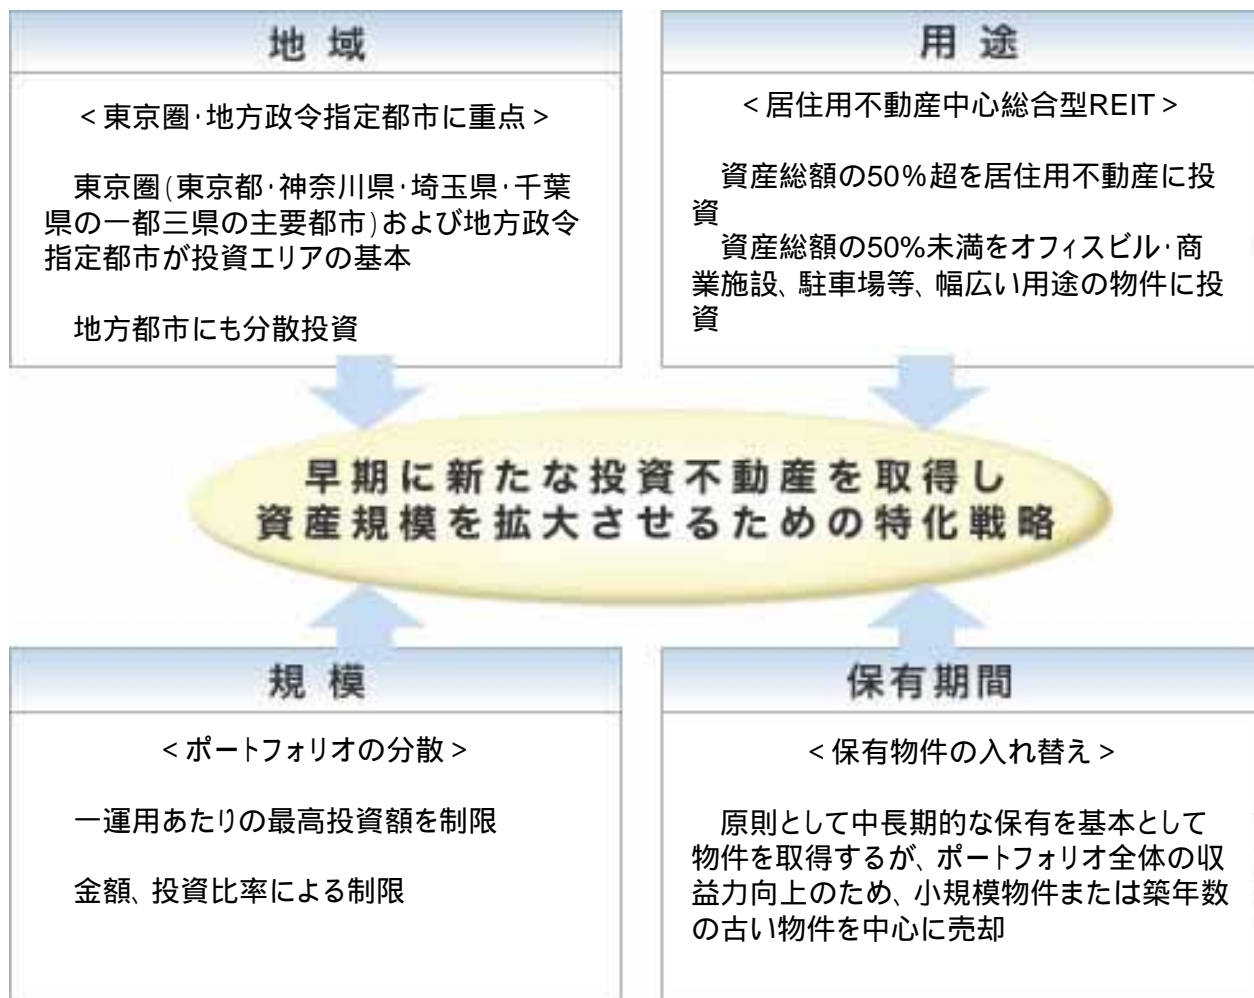 地域
<東京圏･地方政令指定都市に重点>
東京圏(東京都･神奈川県･埼玉県･千葉
県の一都三県の主要都市)および地方政令
指定都市が投資エリアの基本
地方都市にも分散投資
用途
<居住用不動産中心総合型REIT>
資産総額の50%超を居住用不動産に投
資
資産総額の50%未満をオフィスビル･商
業施設、駐車場等、幅広い用途の物件に投
資
早期に新たな投資不動産を取得し
資産規模を拡大させるための特化戦略
規模
<ポートフォリオの分散>
一運用あたりの最高投資額を制限
金額、投資比率による制限
保有期間
<保有物件の入れ替え>
原則として中長期的な保有を基本として
物件を取得するが、ポートフォリオ全体の収
益力向上のため、小規模物件または築年数
の古い物件を中心に売却